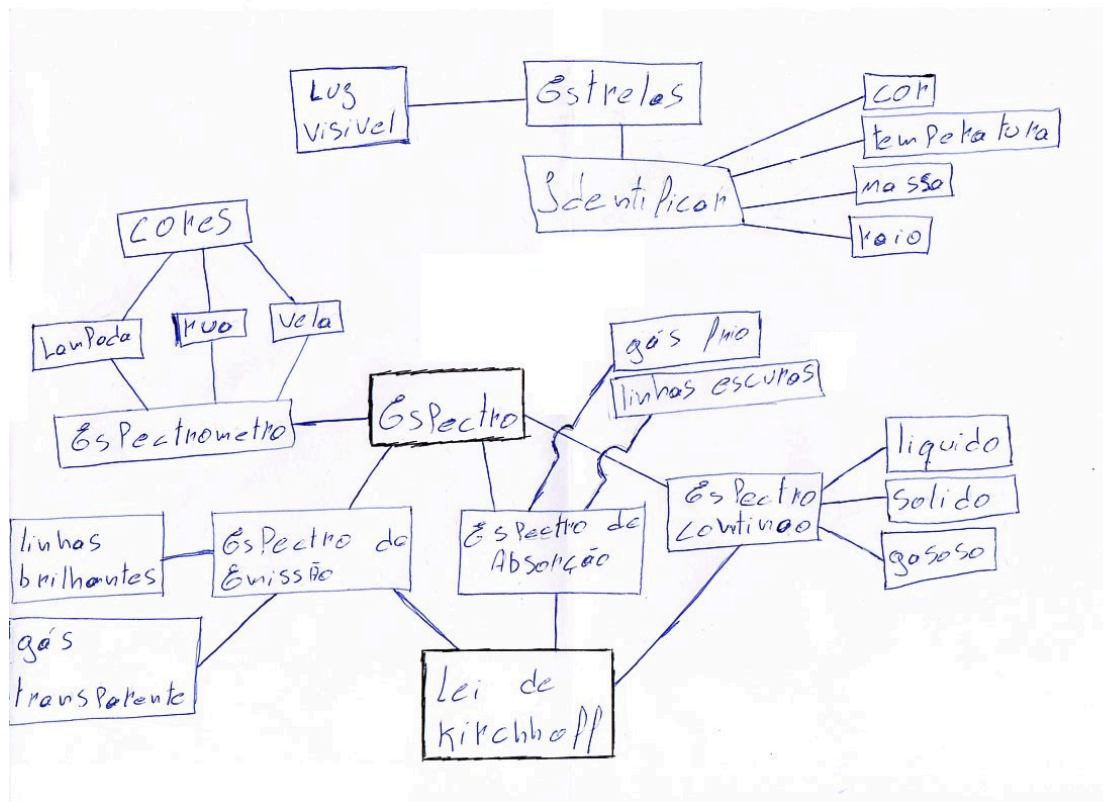 Luz
visivel
Estrelas
cor
temperatura
massa
raio
Identificar
cores
Lampada
rua
vela
Espectrometro
Espectro
gás frio
linhas escuras
liquido
solido
gasoso
Espectro
continao
linhas
brilhantes
Espectro de
Emissão
Espectro de
Absorção
gás
transparente
Lei de
Kirchhoff